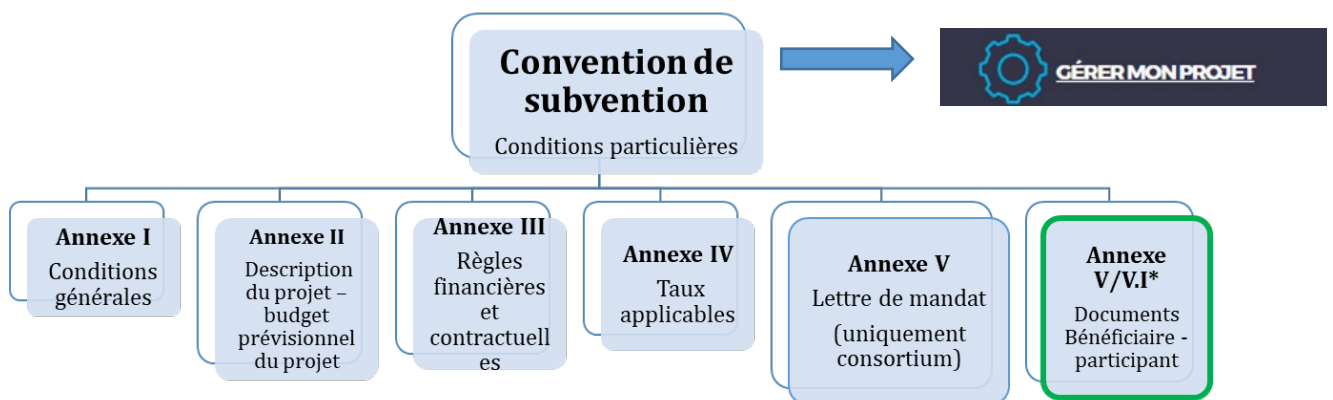 Convention de
subvention
Conditions particulières
GÉRER MON PROJET
Annexe I
Conditions
générales
Annexe II
Description
du projet –
budget
prévisionnel
du projet
Annexe III
Règles
financières
et
contractuell
es
Annexe IV
Taux
applicables
Annexe V
Lettre de mandat
(uniquement
consortium)
Annexe
V/V.I*
Documents
Bénéficiaire -
participant